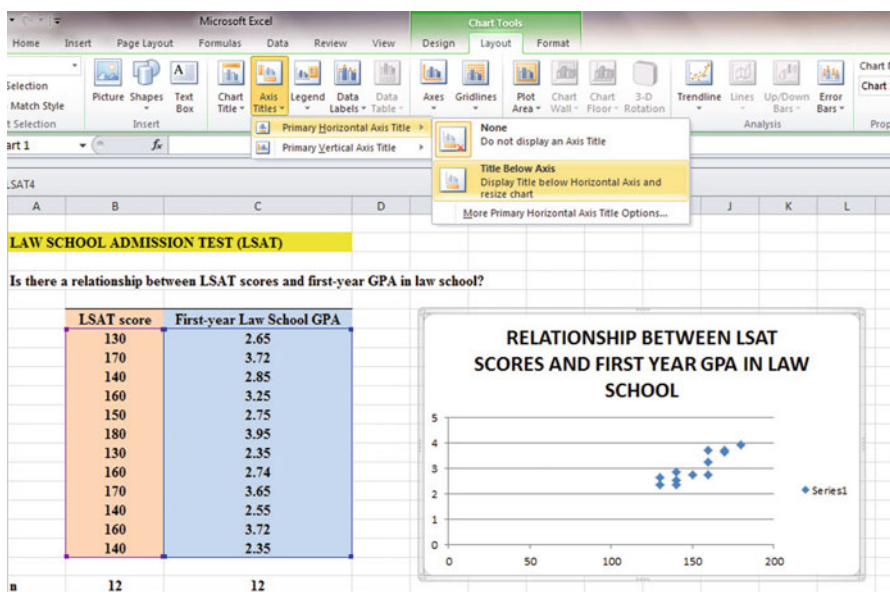 Microsoft Excel
Chart Tools
Home Insert Page Layout Formulas Data Review View Design Layout Format
Selection
Match Style
t Selection
Picture Shapes Text Box
Insert
Chart Title Axis Titles Legend Data Labels Data Table
Axes Gridlines
Plot Area Chart Wall Chart Floor 3-D Rotation
Trendline Lines Up/Down Bars Error Bars
Analysis
Chart
Chart
Prop
Primary Horizontal Axis Title
Primary Vertical Axis Title
None
Do not display an Axis Title
Title Below Axis
Display Title below Horizontal Axis and
resize chart
More Primary Horizontal Axis Title Options...
art 1 fx
LSAT4
A B C D J K L
LAW SCHOOL ADMISSION TEST (LSAT)
Is there a relationship between LSAT scores and first-year GPA in law school?
LSAT score First-year Law School GPA
130 2.65
170 3.72
140 2.85
160 3.25
150 2.75
180 3.95
130 2.35
160 2.74
170 3.65
140 2.55
160 3.72
140 2.35
n 12 12
RELATIONSHIP BETWEEN LSAT
SCORES AND FIRST YEAR GPA IN LAW
SCHOOL
5
4
3
2
1
0
0 50 100 150 200
Series1